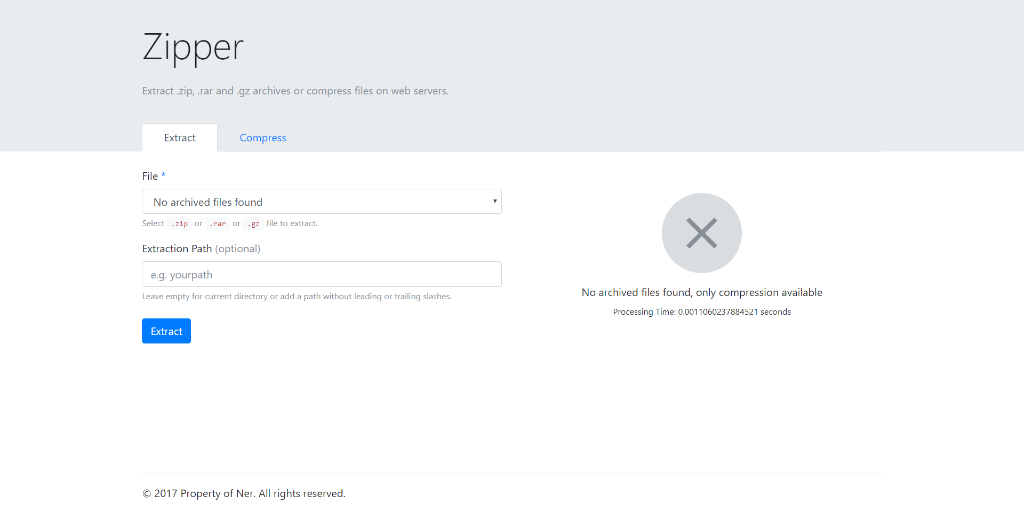 Zipper
Extract .zip, .rar and .gz archives or compress files on web servers.
Extract
Compress
File *
No archived files found
Select .zip or .rar or .gz file to extract.
Extraction Path (optional)
e.g. yourpath
Leave empty for current directory or add a path without leading or trailing slashes.
Extract
No archived files found, only compression available
Processing Time: 0.0011060237884521 seconds
© 2017 Property of Ner. All rights reserved.